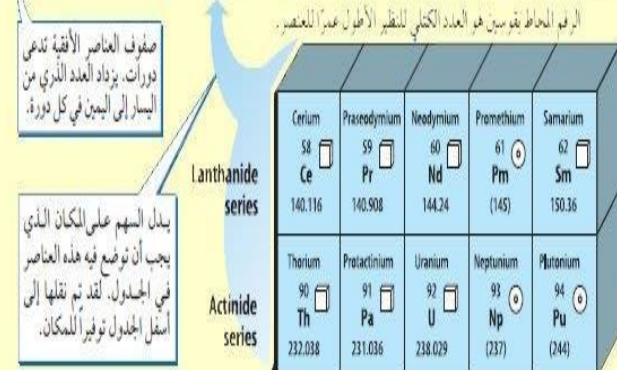 الرقم المحاط بقوسين هو العدد الكتلي للنظير الأطول عمرًا للعنصر.
صفوف العناصر الأفقية تدعى
دورات. يزداد العدد الذري من
اليسار إلى اليمين في كل دورة.
يدل السهم على المكان الذي
يجب أن توضع فيه هذه العناصر
في الجدول. لقد تم نقلها إلى
أسفل الجدول توفيراً للمكان.
Lanthanide
series
Cerium
58
Ce
140.116
Praseodymium
59
Pr
140.908
Neodymium
60
Nd
144.24
Promethium
61
Pm
(145)
Samarium
62
Sm
150.36
Actinide
series
Thorium
90
Th
232.038
Protactinium
91
Pa
231.036
Uranium
92
U
238.029
Neptunium
93
Np
(237)
Plutonium
94
Pu
(244)